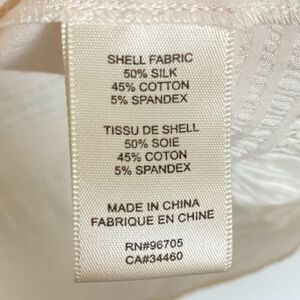 SHELL FABRIC
50% SILK
45% COTTON
5% SPANDEX
TISSU DE SHELL
50% SOIE
45% COTON
5% SPANDEX
MADE IN CHINA
FABRIQUE EN CHINE
RN#96705
CA#34460